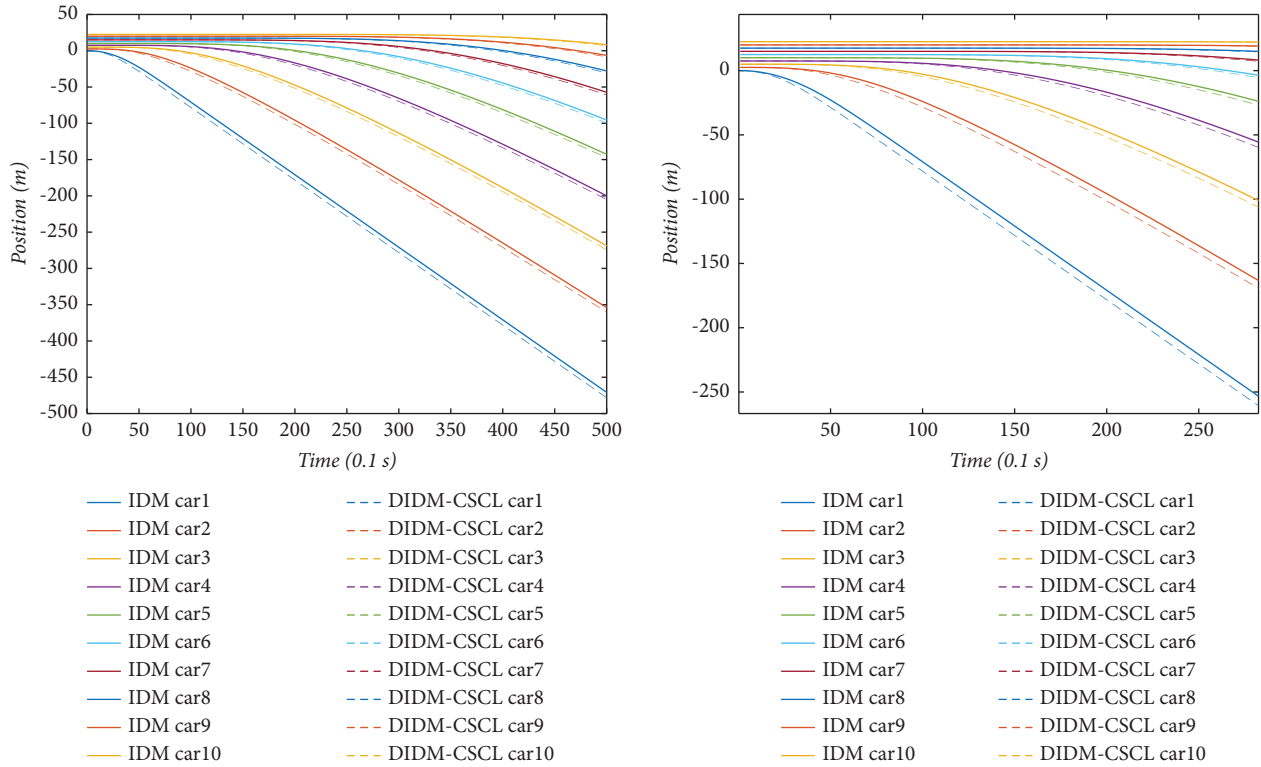 50
0
-50
-100
-150
-200
-250
-300
-350
-400
-450
-500
Position (m)
0 50 100 150 200 250 300 350 400 450 500
Time (0.1 s)
IDM car1 DIDM-CSCL car1
IDM car2 DIDM-CSCL car2
IDM car3 DIDM-CSCL car3
IDM car4 DIDM-CSCL car4
IDM car5 DIDM-CSCL car5
IDM car6 DIDM-CSCL car6
IDM car7 DIDM-CSCL car7
IDM car8 DIDM-CSCL car8
IDM car9 DIDM-CSCL car9
IDM car10 DIDM-CSCL car10
0
-50
-100
-150
-200
-250
Position (m)
50 100 150 200 250
Time (0.1 s)
IDM car1 DIDM-CSCL car1
IDM car2 DIDM-CSCL car2
IDM car3 DIDM-CSCL car3
IDM car4 DIDM-CSCL car4
IDM car5 DIDM-CSCL car5
IDM car6 DIDM-CSCL car6
IDM car7 DIDM-CSCL car7
IDM car8 DIDM-CSCL car8
IDM car9 DIDM-CSCL car9
IDM car10 DIDM-CSCL car10